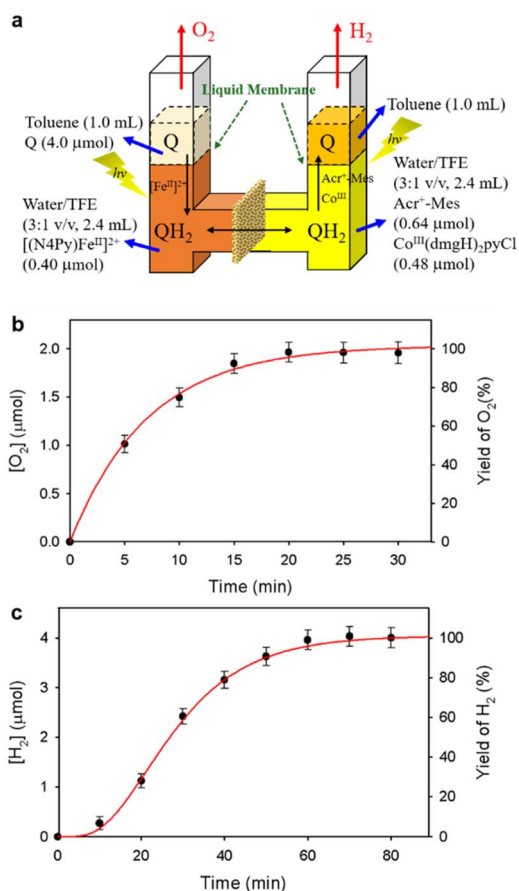 a
O₂
H₂
Liquid Membrane
Toluene (1.0 mL)
Q (4.0 μmol)
Q
Q
Toluene (1.0 mL)
hν
hν
[Feᴵᴵ]²⁺
Acr⁺-Mes
Coᴵᴵᴵ
Water/TFE
(3:1 v/v, 2.4 mL)
[(N4Py)Feᴵᴵ]²⁺
(0.40 μmol)
QH₂
QH₂
Water/TFE
(3:1 v/v, 2.4 mL)
Acr⁺-Mes
(0.64 μmol)
Coᴵᴵᴵ(dmgH)₂pyCl
(0.48 μmol)
b
[O₂] (μmol)
2.0
1.5
1.0
0.5
0.0
0 5 10 15 20 25 30
Time (min)
100
80
60
40
20
0
Yield of O₂(%)
c
[H₂] (μmol)
4
3
2
1
0
0 20 40 60 80
Time (min)
100
80
60
40
20
0
Yield of H₂ (%)